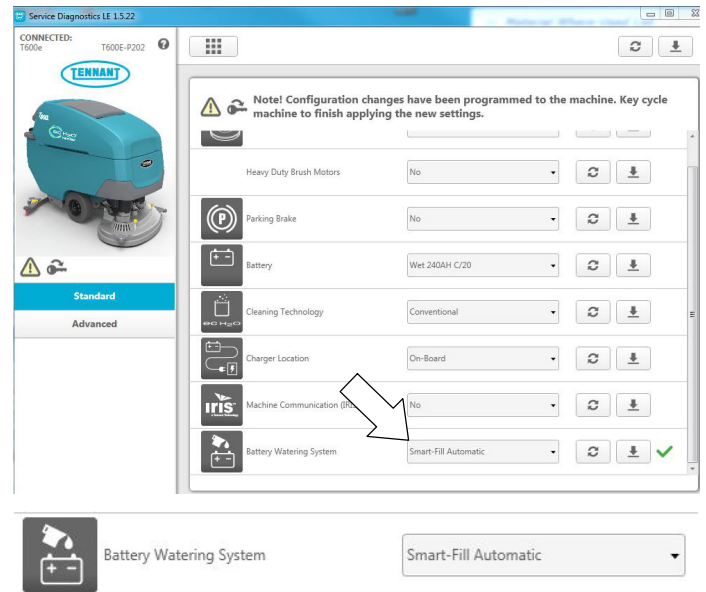 Service Diagnostics LE 1.5.22
CONNECTED:
T600e T600E-P202
TENNANT
Note! Configuration changes have been programmed to the machine. Key cycle
machine to finish applying the new settings.
Heavy Duty Brush Motors No
Parking Brake No
Battery Wet 240AH C/20
Standard
Advanced
ec H2O
Cleaning Technology Conventional
Charger Location On-Board
IRIS
Machine Communication No
Battery Watering System Smart-Fill Automatic
Battery Watering System Smart-Fill Automatic